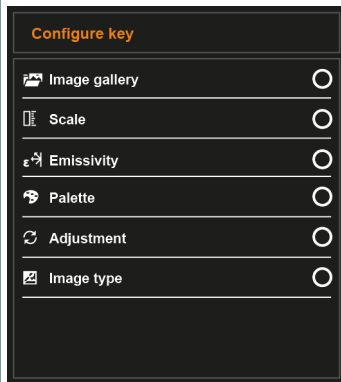 Configure key
Image gallery
Scale
ε Emissivity
Palette
Adjustment
Image type